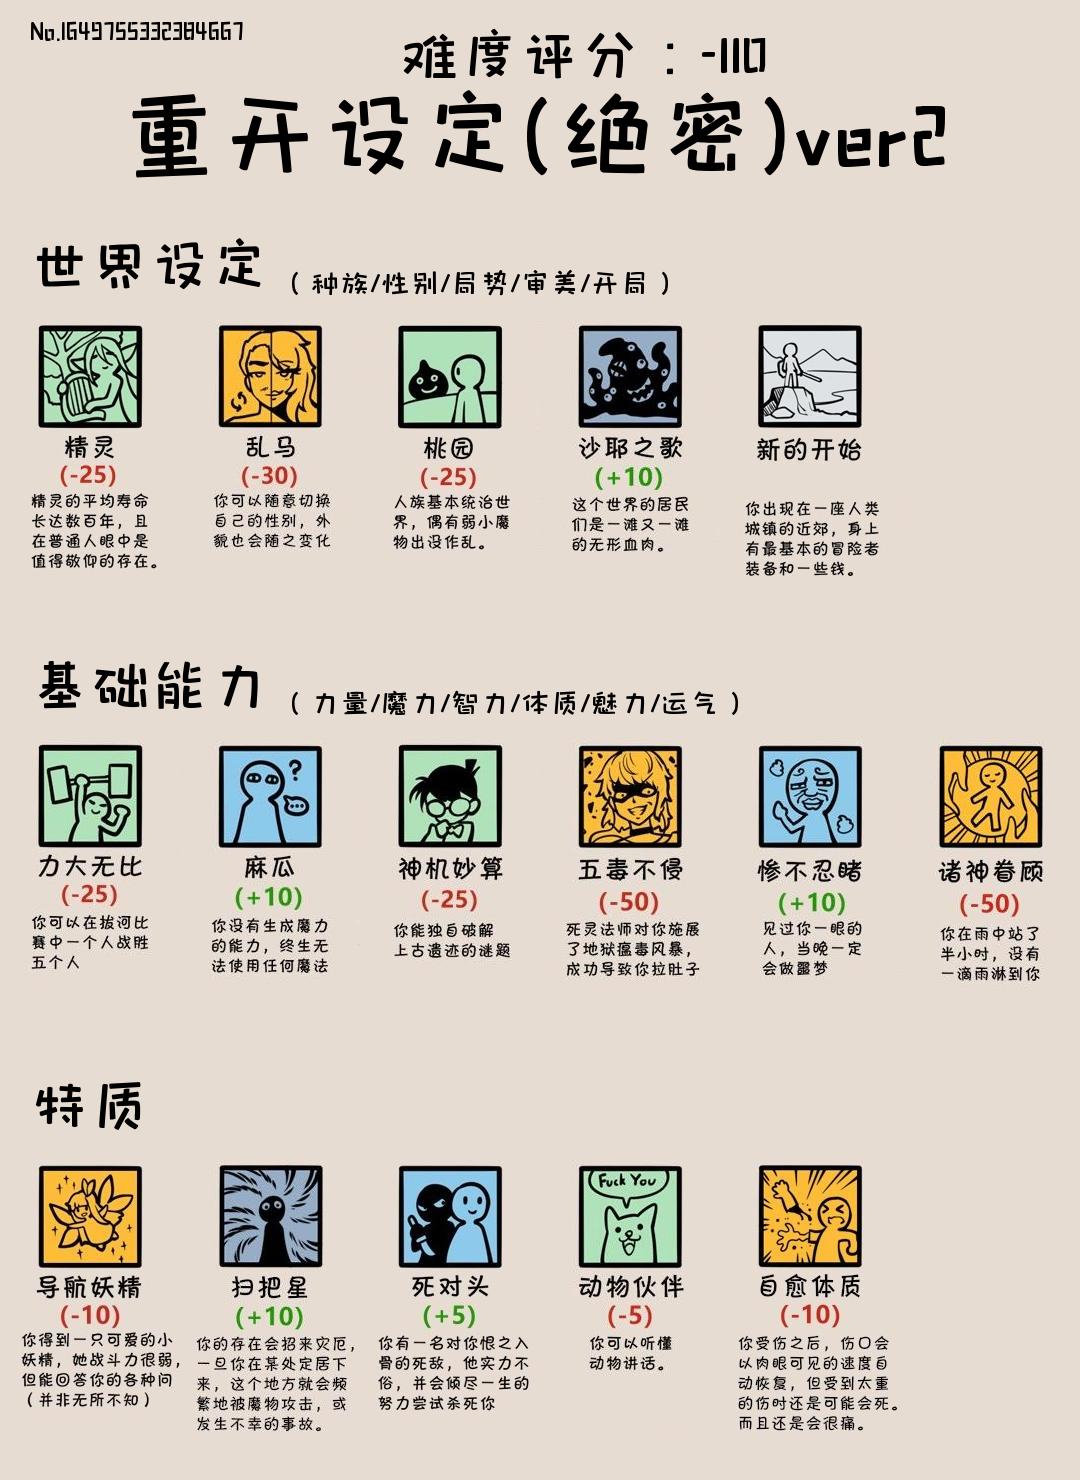 No.1649755332384667
难度评分：-110
重开设定(绝密)ver2
世界设定 ( 种族/性别/局势/审美/开局 )
精灵
(-25)
精灵的平均寿命
长达数百年，且
在普通人眼中是
值得敬仰的存在。
乱马
(-30)
你可以随意切换
自己的性别，外
貌也会随之变化
桃园
(-25)
人族基本统治世
界，偶有弱小魔
物出没作乱。
沙耶之歌
(+10)
这个世界的居民
们是一滩又一滩
的无形血肉。
新的开始
你出现在一座人类
城镇的近郊，身上
有最基本的冒险者
装备和一些钱。
基础能力 ( 力量/魔力/智力/体质/魅力/运气 )
力大无比
(-25)
你可以在拔河比
赛中一个人战胜
五个人
麻瓜
(+10)
你没有生成魔力
的能力，终生无
法使用任何魔法
神机妙算
(-25)
你能独自破解
上古遗迹的谜题
五毒不侵
(-50)
死灵法师对你施展
了地狱瘟毒风暴，
成功导致你拉肚子
惨不忍睹
(+10)
见过你一眼的
人，当晚一定
会做噩梦
诸神眷顾
(-50)
你在雨中站了
半小时，没有
一滴雨淋到你
特质
导航妖精
(-10)
你得到一只可爱的小
妖精，她战斗力很弱，
但能回答你的各种问
（并非无所不知）
扫把星
(+10)
你的存在会招来灾厄，
一旦你在某处定居下
来，这个地方就会频
繁地被魔物攻击，或
发生不幸的事故。
死对头
(+5)
你有一名对你恨之入
骨的死敌，他实力不
俗，并会倾尽一生的
努力尝试杀死你
Fuck You
动物伙伴
(-5)
你可以听懂
动物讲话。
自愈体质
(-10)
你受伤之后，伤口会
以肉眼可见的速度自
动恢复，但受到太重
的伤时还是可能会死。
而且还是会很痛。